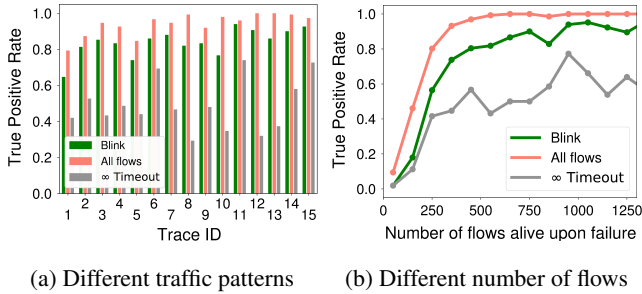 1.0
0.8
0.6
0.4
0.2
0.0
True Positive Rate
Blink
All flows
∞ Timeout
2 4 6 8 10 12 14
1 3 5 7 9 11 13 15
Trace ID
(a) Different traffic patterns
1.0
0.8
0.6
0.4
0.2
0.0
True Positive Rate
Blink
All flows
∞ Timeout
0 250 500 750 1000 1250
Number of flows alive upon failure
(b) Different number of flows